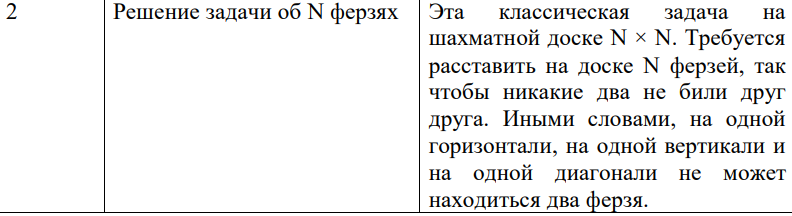 2
Решение задачи об N ферзях
Эта классическая задача на
шахматной доске N × N. Требуется
расставить на доске N ферзей, так
чтобы никакие два не били друг
друга. Иными словами, на одной
горизонтали, на одной вертикали и
на одной диагонали не может
находиться два ферзя.